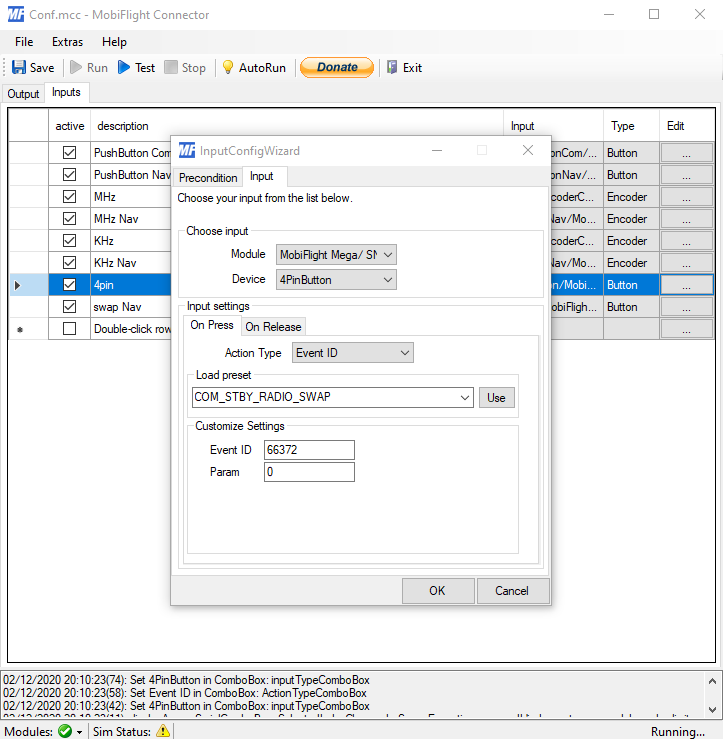 MF Conf.mcc - MobiFlight Connector
File Extras Help
Save Run Test Stop AutoRun Donate Exit
Output Inputs
active description Input Type Edit
PushButton Com onCom/... Button ...
PushButton Nav onNav/... Button ...
MHz coderC... Encoder ...
MHz Nav Nav/Mo... Encoder ...
KHz coderC... Encoder ...
KHz Nav Nav/Mo... Encoder ...
4pin on/Mobi... Button ...
swap Nav obiFligh... Button ...
Double-click row ...
MF InputConfigWizard
Precondition Input
Choose your input from the list below.
Choose input
Module MobiFlight Mega/ SN
Device 4PinButton
Input settings
On Press On Release
Action Type Event ID
Load preset
COM_STBY_RADIO_SWAP Use
Customize Settings
Event ID 66372
Param 0
OK Cancel
02/12/2020 20:10:23(74): Set 4PinButton in ComboBox: inputTypeComboBox
02/12/2020 20:10:23(58): Set Event ID in ComboBox: ActionTypeComboBox
02/12/2020 20:10:23(42): Set 4PinButton in ComboBox: inputTypeComboBox
Modules: Sim Status: Running...